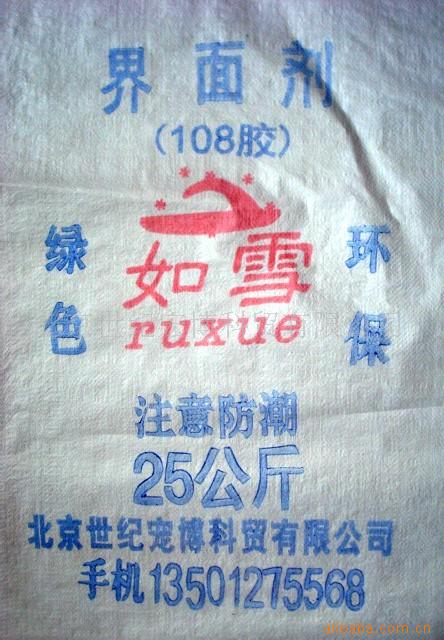 界面剂
(108胶)
绿色
环保
如雪
ruxue
注意防潮
25公斤
北京世纪宠博科贸有限公司
手机13501275568